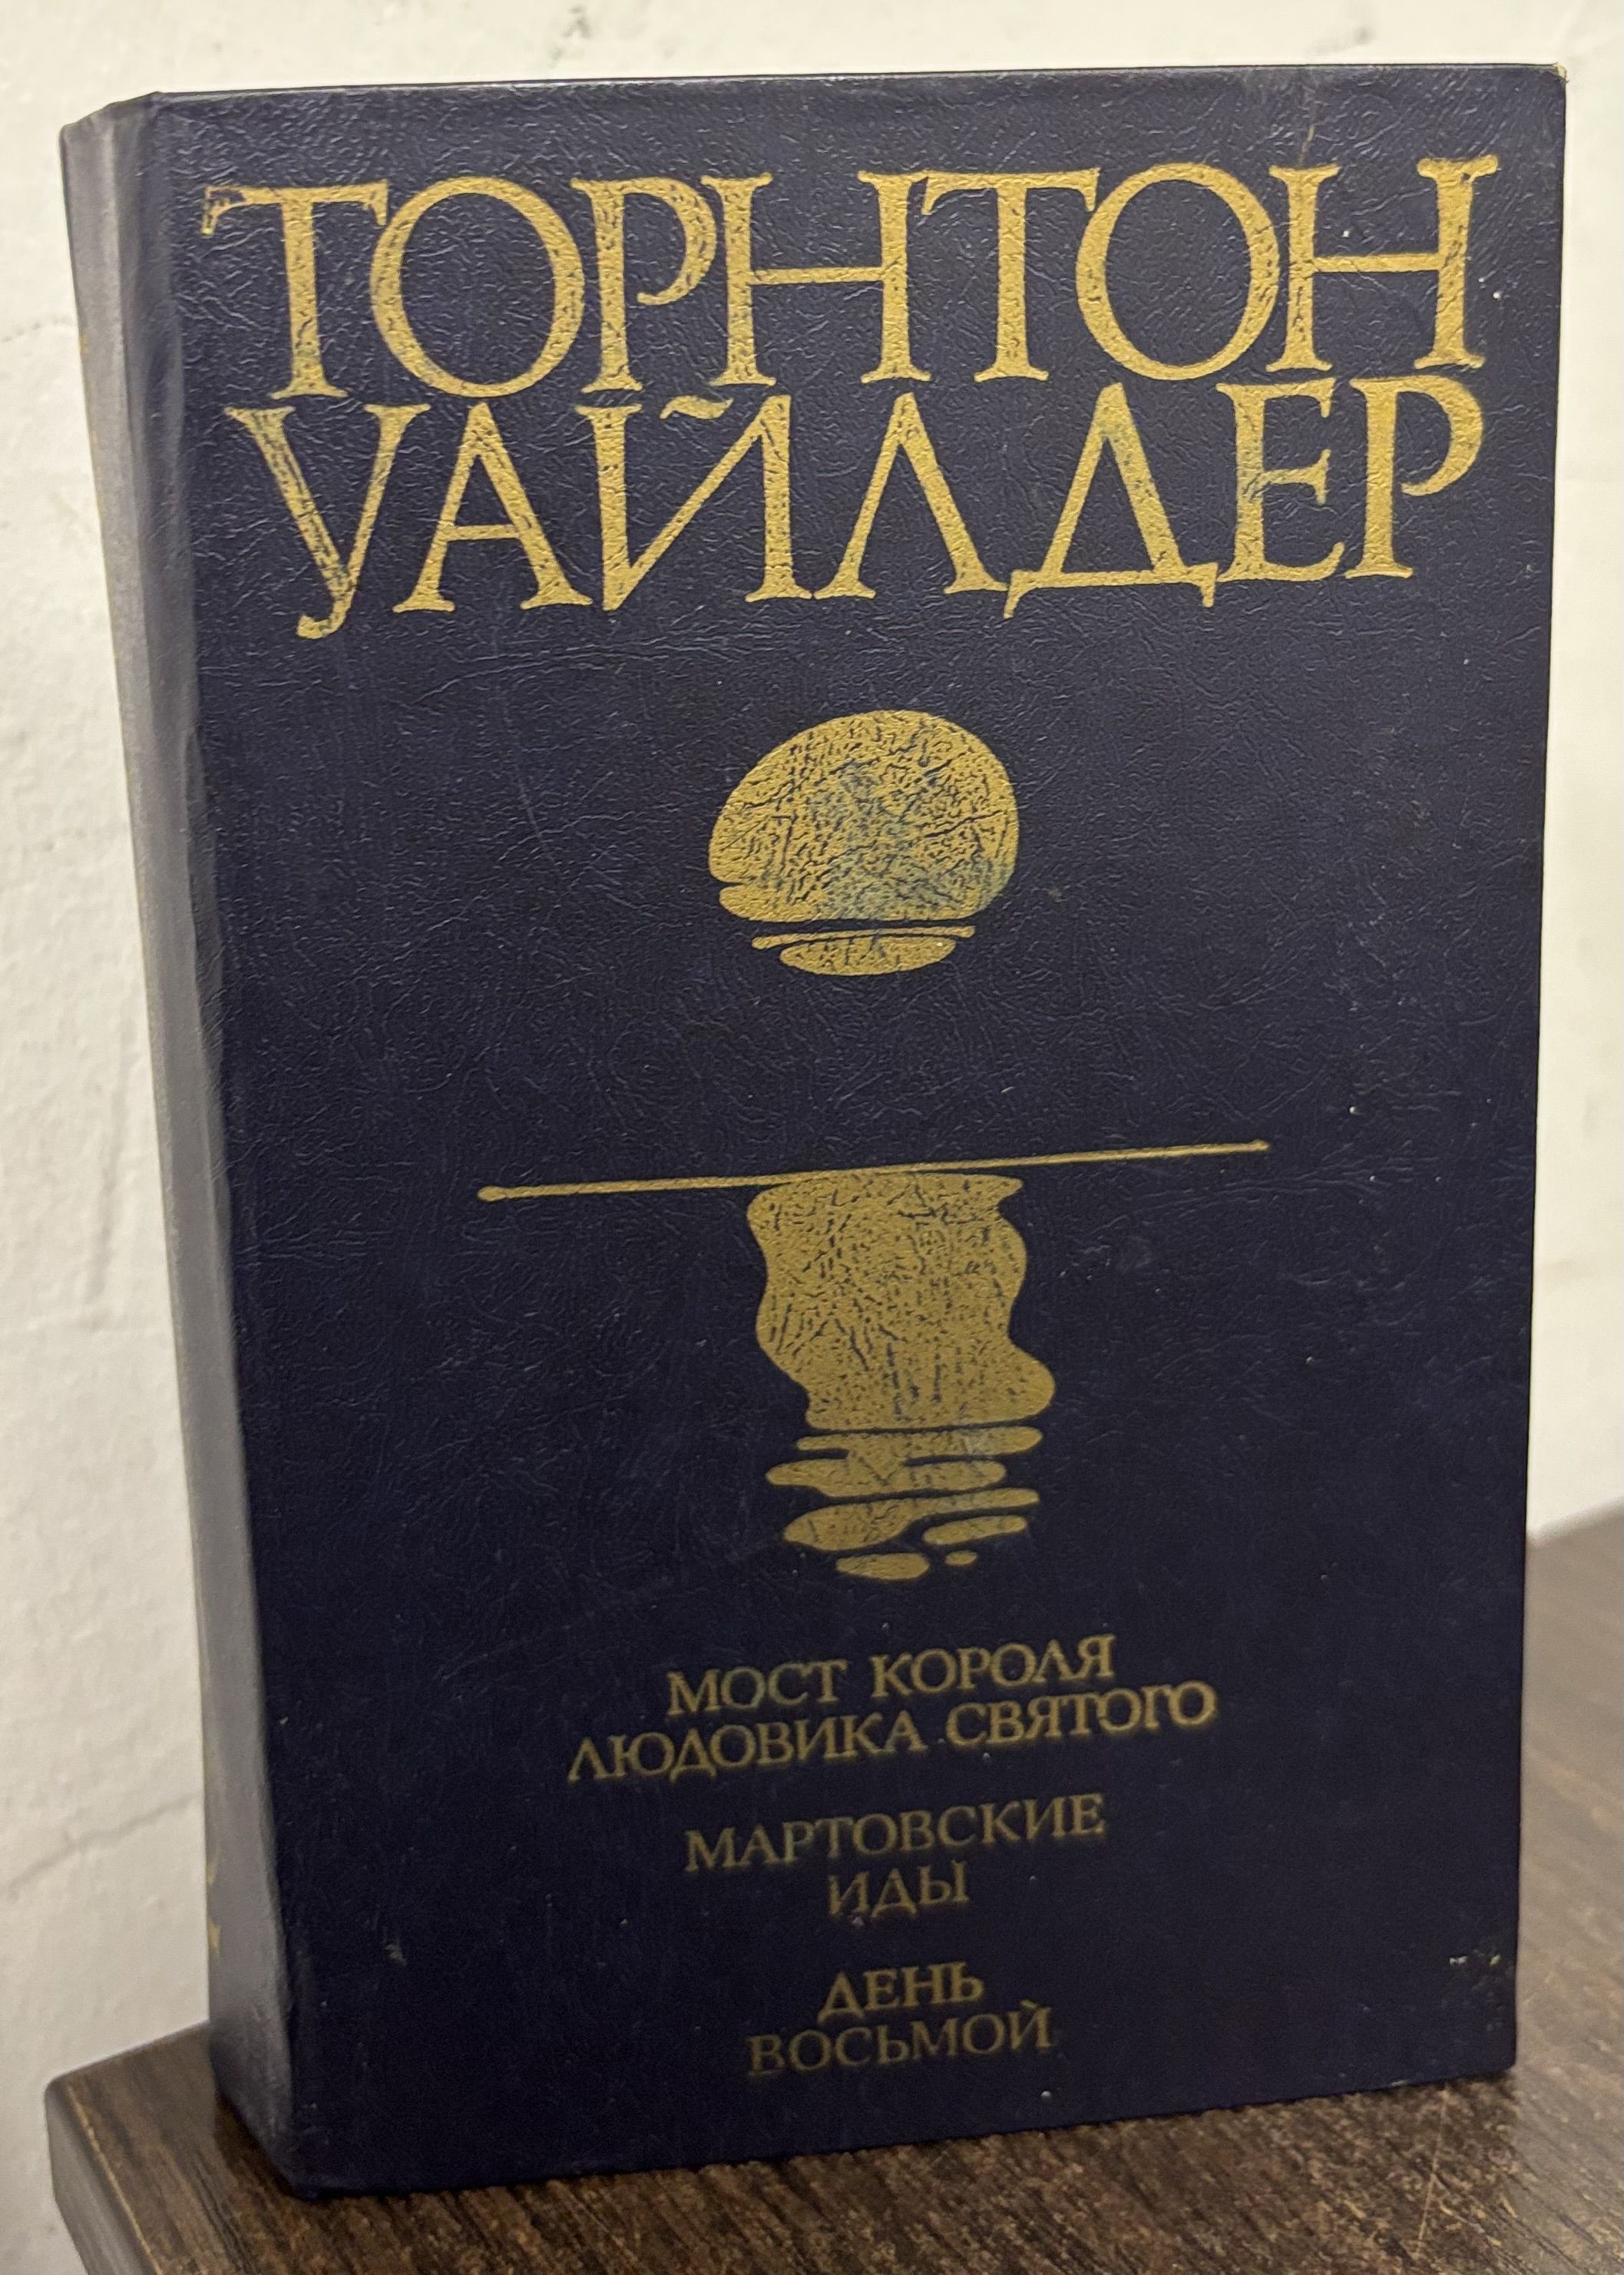 ТОРНТОН
УАЙЛДЕР
МОСТ КОРОЛЯ
ЛЮДОВИКА СВЯТОГО
МАРТОВСКИЕ
ИДЫ
ДЕНЬ
ВОСЬМОЙ